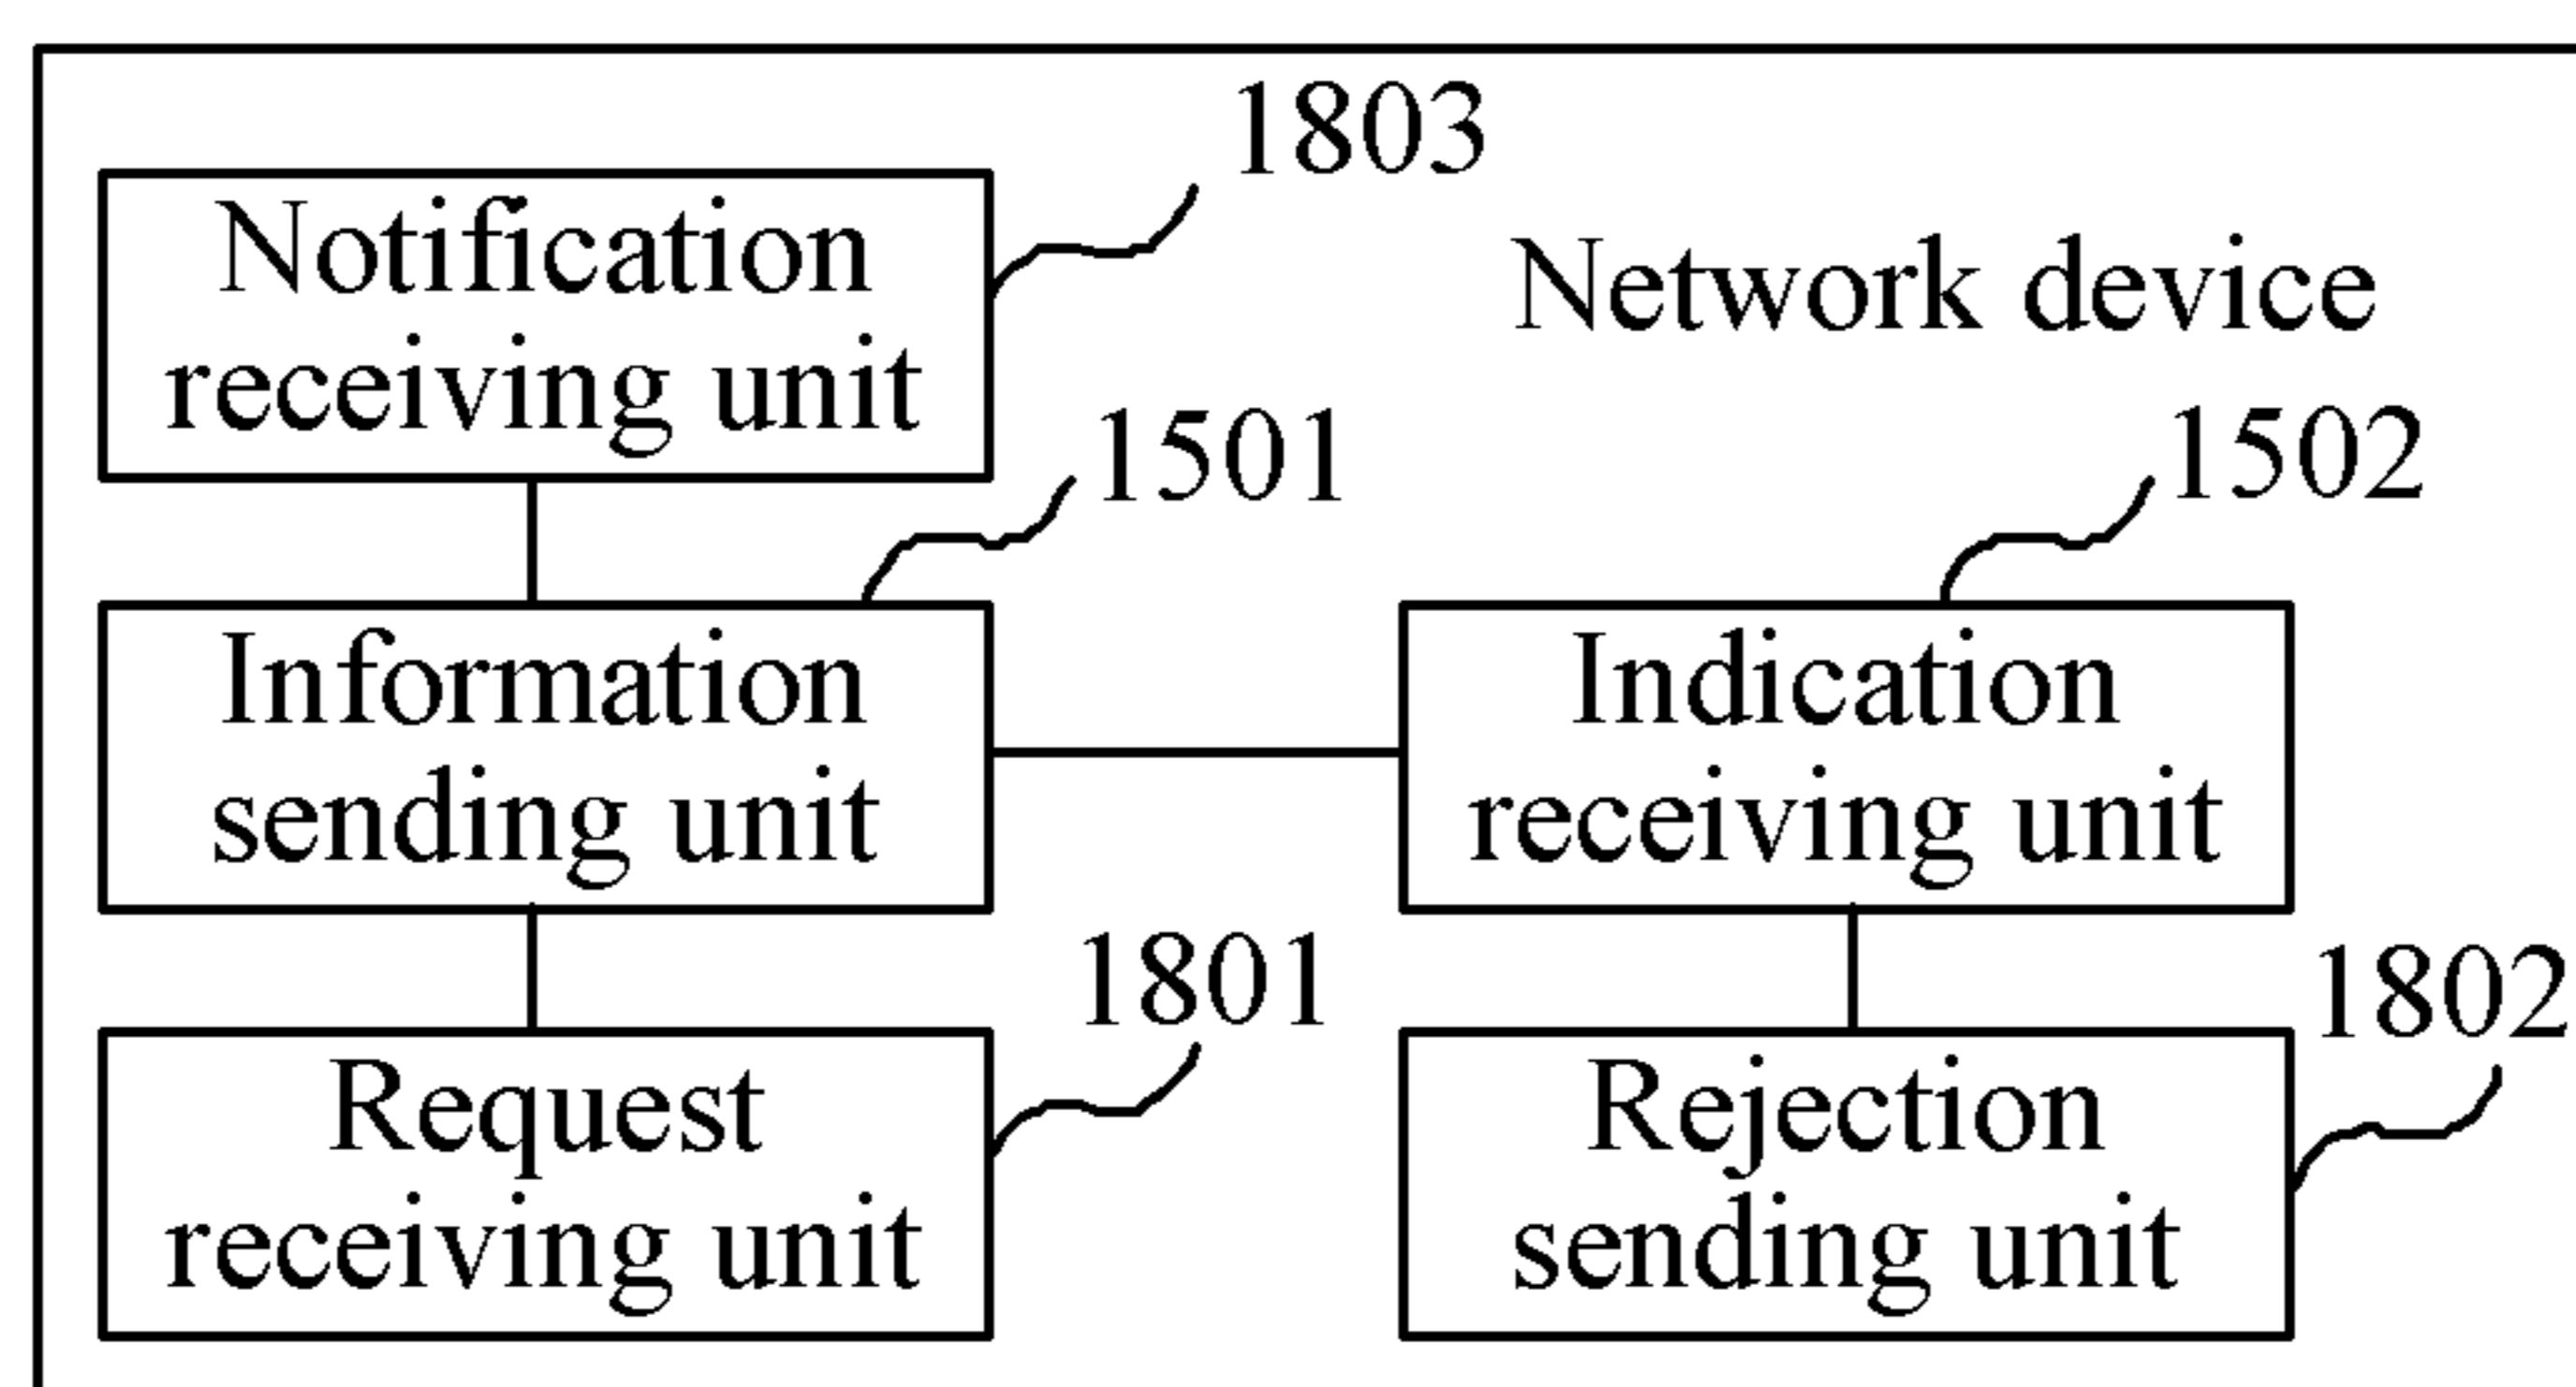 1803
Notification
receiving unit
Network device
1501
1502
Information
sending unit
Indication
receiving unit
1801
1802
Request
receiving unit
Rejection
sending unit